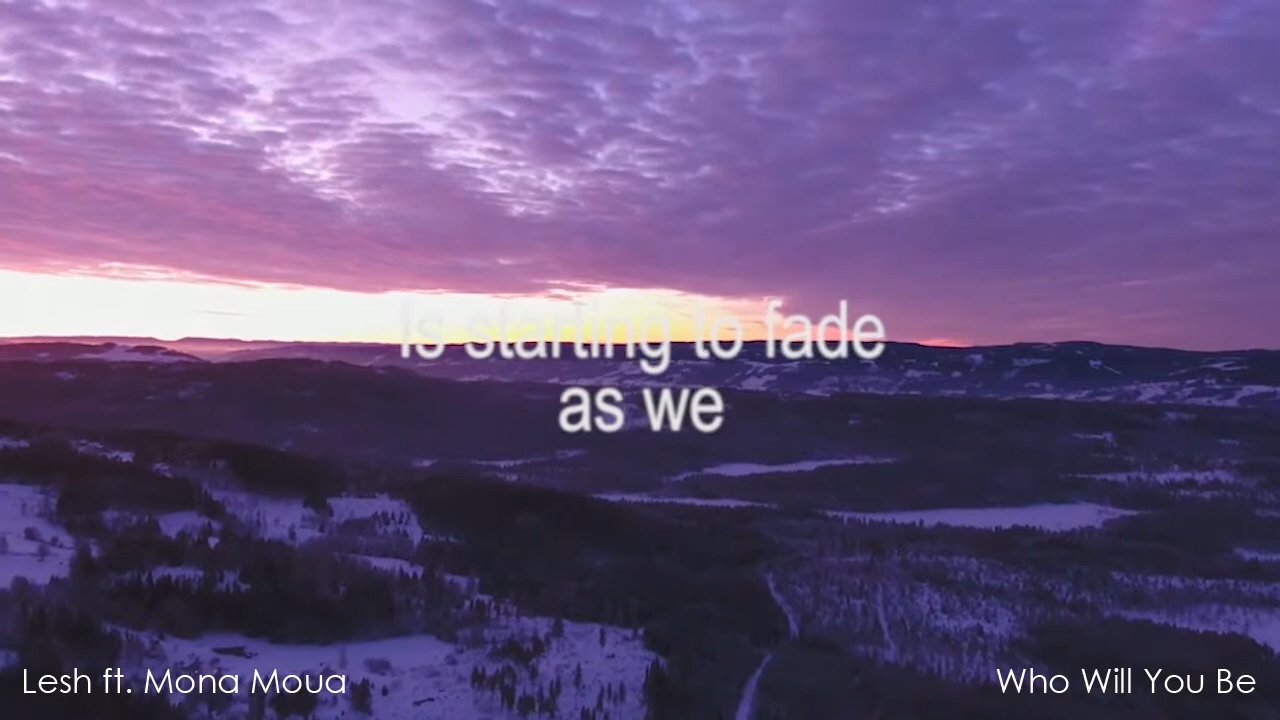 is starting to fade
as we
Lesh ft. Mona Moua
Who Will You Be